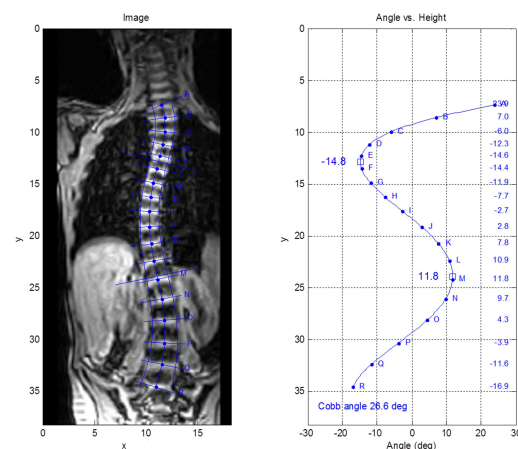 Image
0
5
10
15
20
25
30
35
y
A
M
N
O
P
Q
0
5
10
15
x
Angle vs. Height
0
5
10
15
20
25
30
35
y
A
B 7.0
C -6.0
D -12.3
E -14.6
-14.8
F -14.4
G -11.9
H -7.7
I -2.7
J 2.8
K 7.8
L 10.9
11.8
M 11.8
N 9.7
O 4.3
P -3.9
Q -11.6
R -16.9
Cobb angle 26.6 deg
-30 -20 -10 0 10 20 30
Angle (deg)